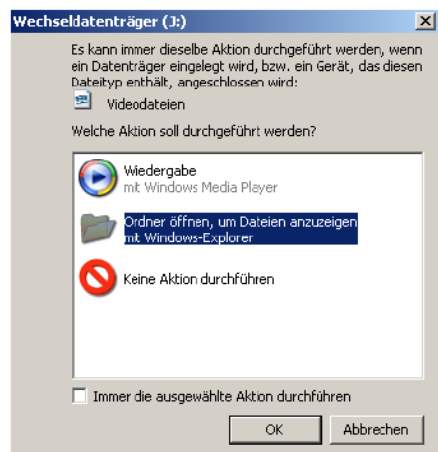 Wechseldatenträger (J:)
Es kann immer dieselbe Aktion durchgeführt werden, wenn
ein Datenträger eingelegt wird, bzw. ein Gerät, das diesen
Dateityp enthält, angeschlossen wird:
Videodateien
Welche Aktion soll durchgeführt werden?
Wiedergabe
mit Windows Media Player
Ordner öffnen, um Dateien anzuzeigen
mit Windows-Explorer
Keine Aktion durchführen
Immer die ausgewählte Aktion durchführen
OK Abbrechen